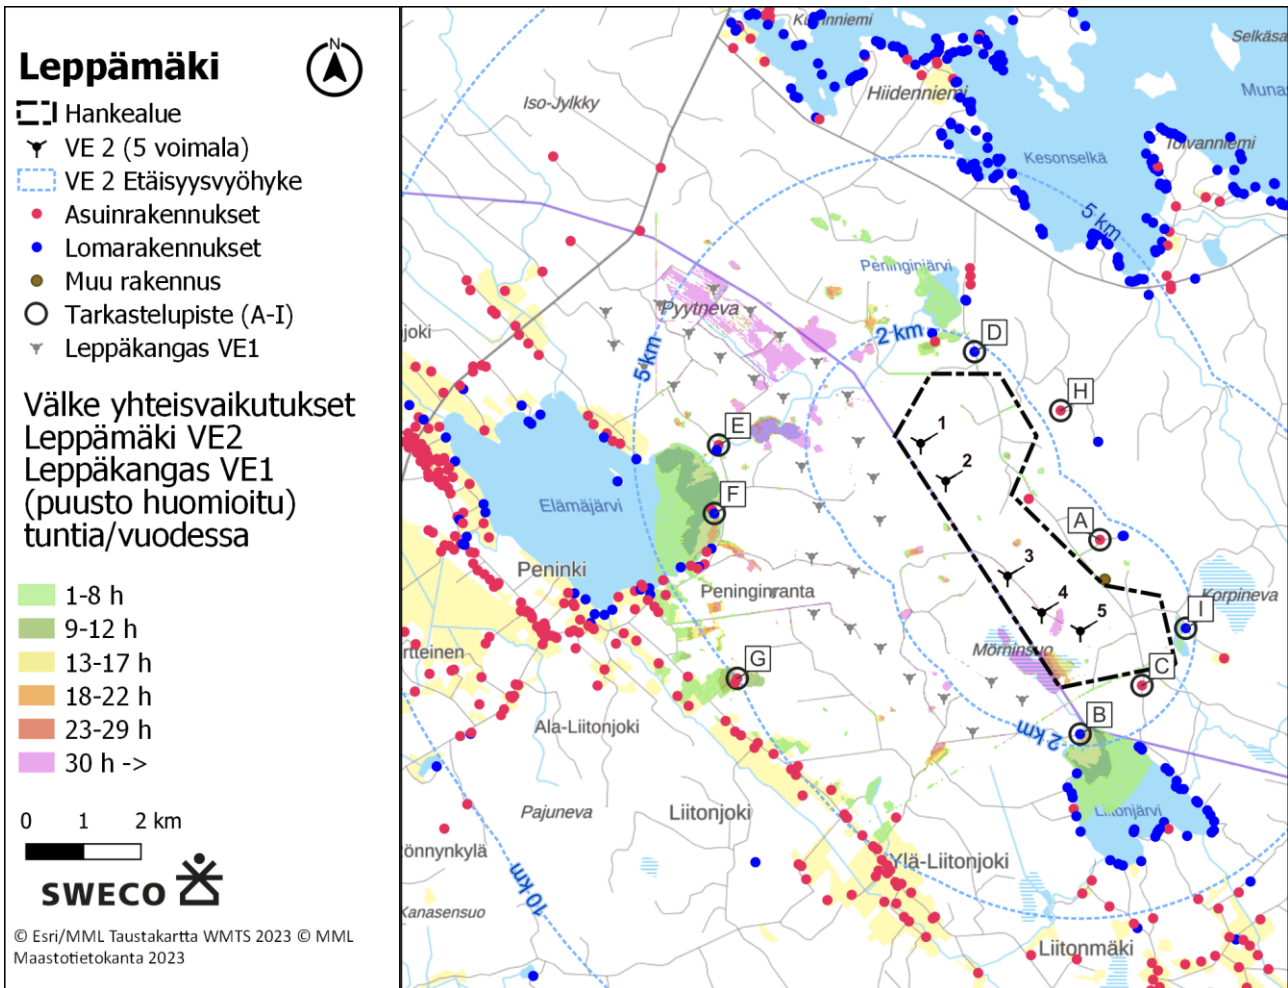 Leppämäki
N
Hankealue
VE 2 (5 voimala)
VE 2 Etäisyysvyöhyke
Asuinrakennukset
Lomarakennukset
Muu rakennus
Tarkastelupiste (A-I)
Leppäkangas VE1
Välke yhteisvaikutukset
Leppämäki VE2
Leppäkangas VE1
(puusto huomioitu)
tuntia/vuodessa
1-8 h
9-12 h
13-17 h
18-22 h
23-29 h
30 h ->
0 1 2 km
SWECO
© Esri/MML Taustakartta WMTS 2023 © MML
Maastotietokanta 2023
Selkäsa
Iso-Jylkky
Hiidenniemi
Muna
Toivanniemi
Kesonselkä
5 km
Peninginjärvi
Pyytneva
2 km
D
5 km
H
E
1
2
F
Elämäjärvi
A
3
Peninki
Peninginranta
4
5
Korpineva
I
rtteinen
Mörninsuo
G
C
B
Ala-Liitonjoki
2 km
Pajuneva
Liitonjoki
Liitonjärvi
önnynkylä
Ylä-Liitonjoki
10 km
Kanasensuo
Liitonmäki